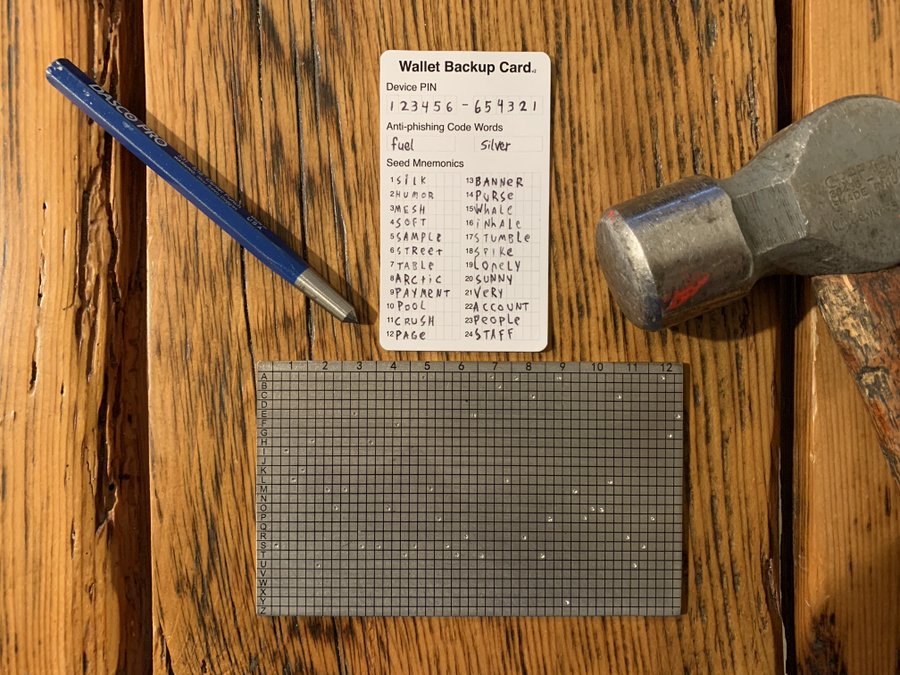 DASCO PRO
USA
Wallet Backup Card v2
Device PIN
123456 - 654321
Anti-phishing Code Words
fuel silver
Seed Mnemonics
1 SiLK 13 BANNeR
2 HUMOR 14 PURSe
3 MESH 15 WHALe
4 SOFT 16 iNHALe
5 SAMPLe 17 STUMBLe
6 STReet 18 SPiKe
7 TABLe 19 LoNeLY
8 ARCtic 20 SUNNY
9 PAYMeNT 21 VeRY
10 POOL 22 ACCOUNT
11 CRUSH 23 PeoPLe
12 PAGe 24 STAFF
1 2 3 4 5 6 7 8 9 10 11 12
A
B
C
D
E
F
G
H
I
J
K
L
M
N
O
P
Q
R
S
T
U
V
W
X
Y
Z